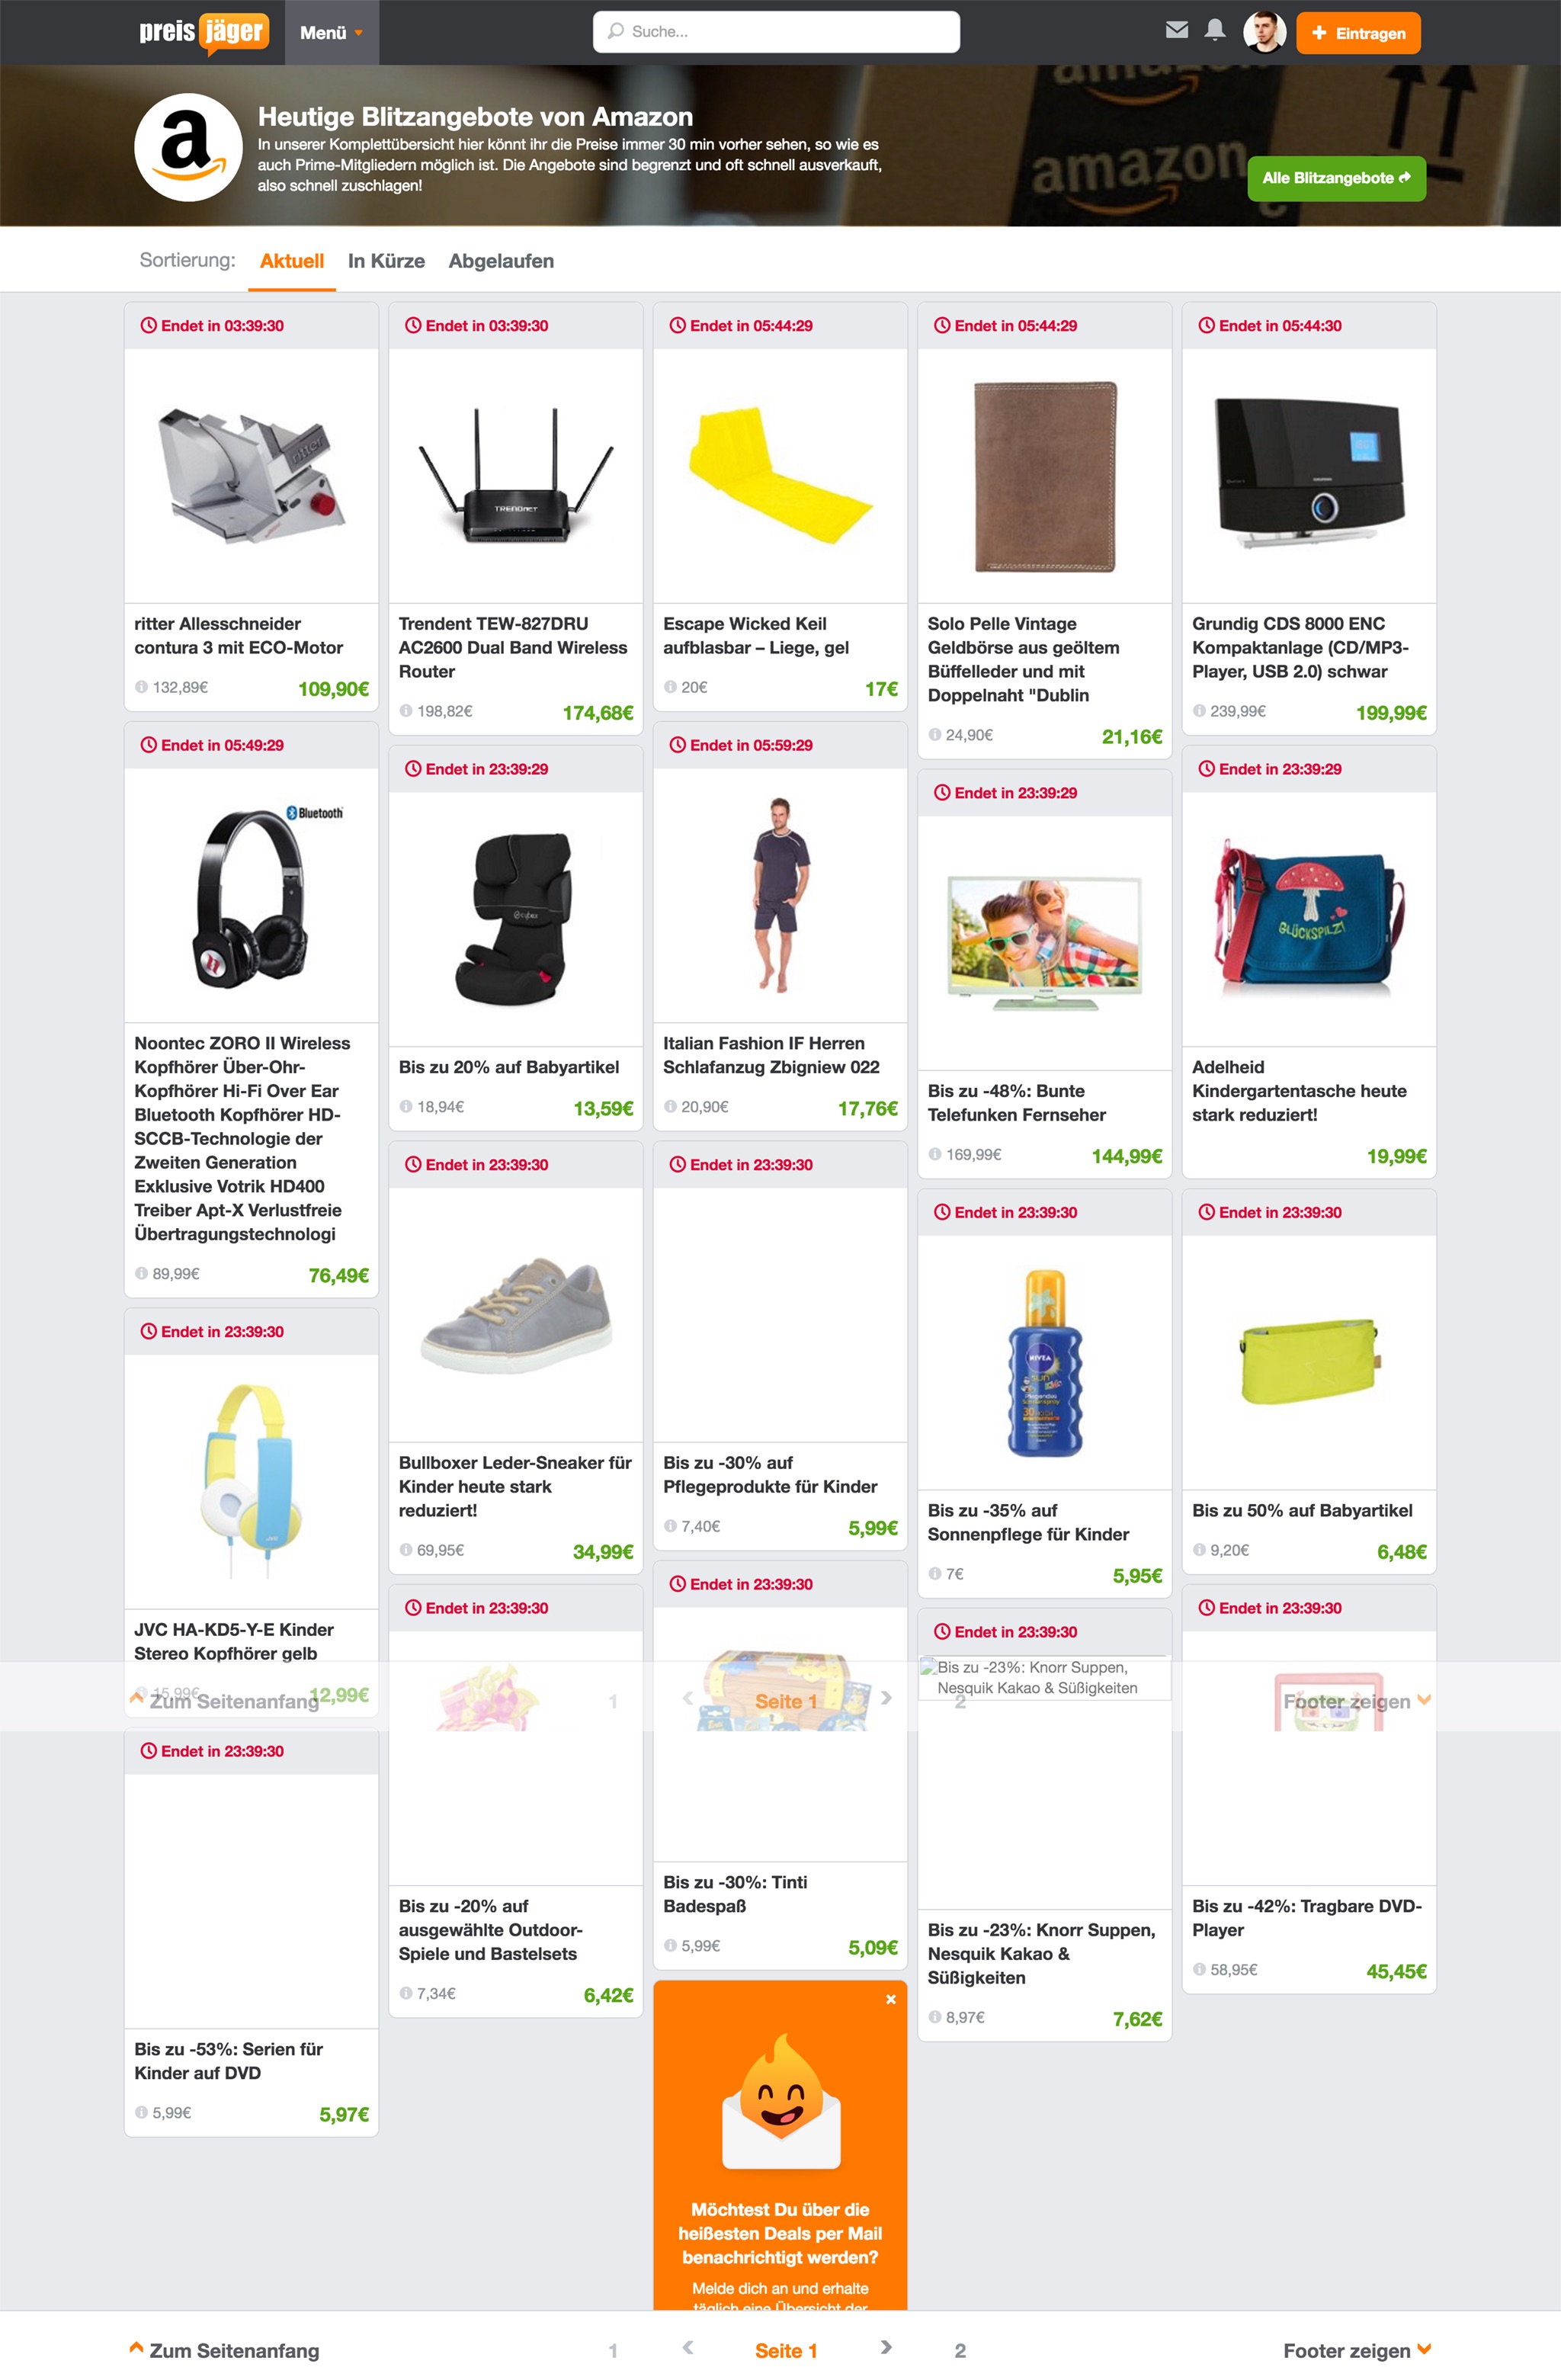 preis jäger
Menü
Suche...
Eintragen
Heutige Blitzangebote von Amazon
In unserer Komplettübersicht hier könnt ihr die Preise immer 30 min vorher sehen, so wie es
auch Prime-Mitgliedern möglich ist. Die Angebote sind begrenzt und oft schnell ausverkauft,
also schnell zuschlagen!
amazon
Alle Blitzangebote
Sortierung:
Aktuell
In Kürze
Abgelaufen
Endet in 03:39:30
ritter
ritter Allesschneider
contura 3 mit ECO-Motor
132,89€
109,90€
Endet in 03:39:30
TRENDNET
Trendent TEW-827DRU
AC2600 Dual Band Wireless
Router
198,82€
174,68€
Endet in 05:44:29
Escape Wicked Keil
aufblasbar – Liege, gel
20€
17€
Endet in 05:44:29
Solo Pelle Vintage
Geldbörse aus geöltem
Büffelleder und mit
Doppelnaht "Dublin
24,90€
21,16€
Endet in 05:44:30
Grundig CDS 8000 ENC
Kompaktanlage (CD/MP3-
Player, USB 2.0) schwar
239,99€
199,99€
Endet in 05:49:29
Bluetooth
Noontec ZORO II Wireless
Kopfhörer Über-Ohr-
Kopfhörer Hi-Fi Over Ear
Bluetooth Kopfhörer HD-
SCCB-Technologie der
Zweiten Generation
Exklusive Votrik HD400
Treiber Apt-X Verlustfreie
Übertragungstechnologi
89,99€
76,49€
Endet in 23:39:29
cybex
Bis zu 20% auf Babyartikel
18,94€
13,59€
Endet in 05:59:29
Italian Fashion IF Herren
Schlafanzug Zbigniew 022
20,90€
17,76€
Endet in 23:39:29
Bis zu -48%: Bunte
Telefunken Fernseher
169,99€
144,99€
Endet in 23:39:29
GLÜCKSPILZ!
Adelheid
Kindergartentasche heute
stark reduziert!
19,99€
Endet in 23:39:30
JVC HA-KD5-Y-E Kinder
Stereo Kopfhörer gelb
15,99€
12,99€
Endet in 23:39:30
Bullboxer Leder-Sneaker für
Kinder heute stark
reduziert!
69,95€
34,99€
Endet in 23:39:30
Bis zu -30% auf
Pflegeprodukte für Kinder
7,40€
5,99€
Endet in 23:39:30
NIVEA
SUN
30
Bis zu -35% auf
Sonnenpflege für Kinder
7€
5,95€
Endet in 23:39:30
Bis zu 50% auf Babyartikel
9,20€
6,48€
Zum Seitenanfang
1
Seite 1
2
Footer zeigen
Endet in 23:39:30
Bis zu -53%: Serien für
Kinder auf DVD
5,99€
5,97€
Endet in 23:39:30
Bis zu -20% auf
ausgewählte Outdoor-
Spiele und Bastelsets
7,34€
6,42€
Endet in 23:39:30
Bis zu -30%: Tinti
Badespaß
5,99€
5,09€
Endet in 23:39:30
Bis zu -23%: Knorr Suppen,
Nesquik Kakao & Süßigkeiten
Bis zu -23%: Knorr Suppen,
Nesquik Kakao &
Süßigkeiten
8,97€
7,62€
Endet in 23:39:30
Bis zu -42%: Tragbare DVD-
Player
58,95€
45,45€
Möchtest Du über die
heißesten Deals per Mail
benachrichtigt werden?
Melde dich an und erhalte
täglich eine Übersicht der
Zum Seitenanfang
1
Seite 1
2
Footer zeigen